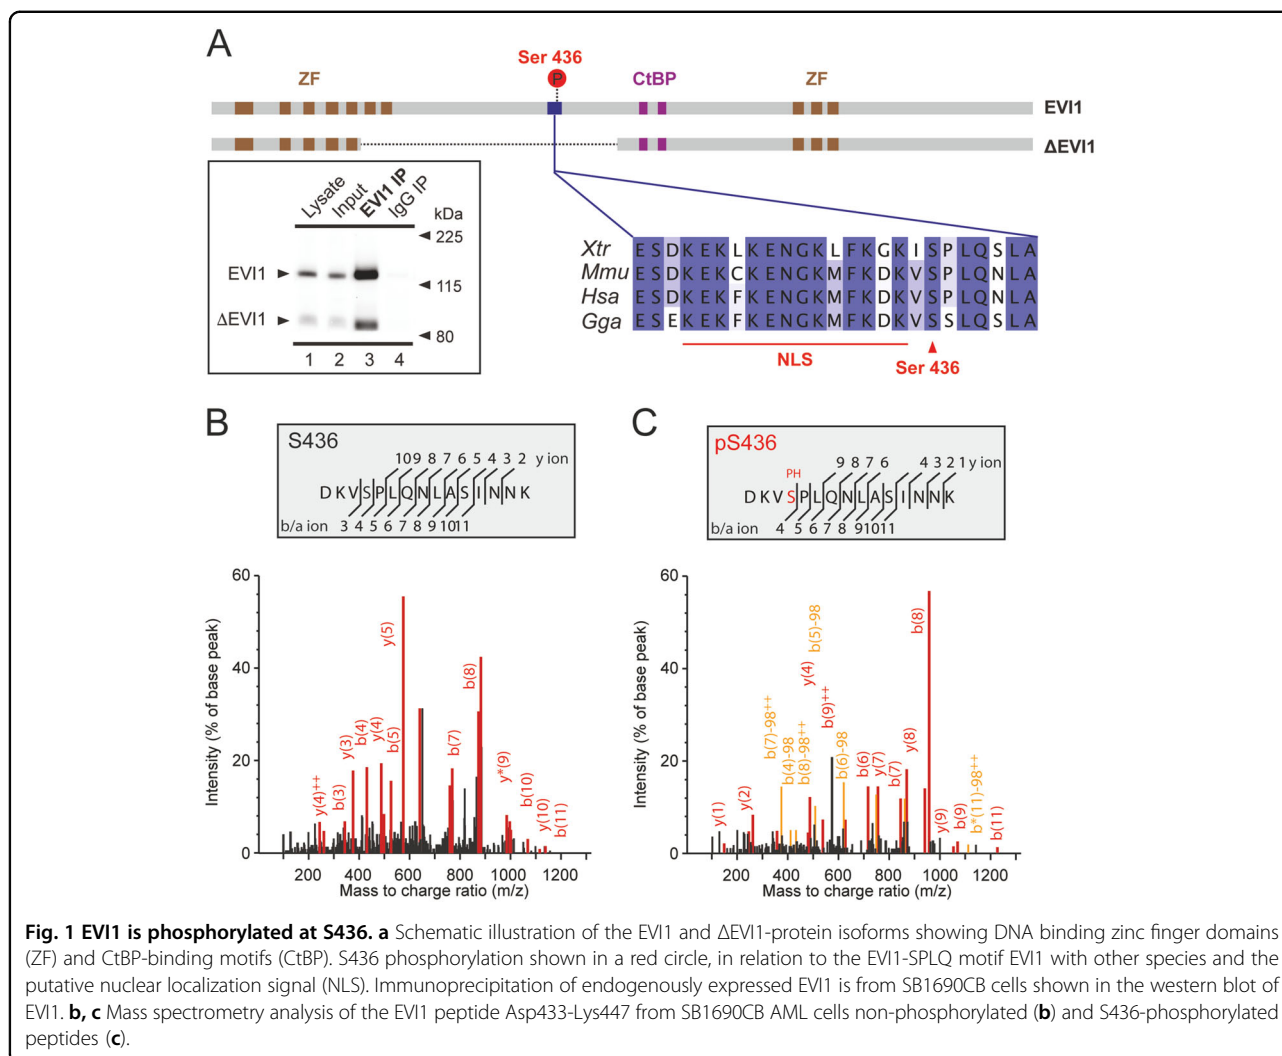 A
Ser 436
ZF
P
CtBP
ZF
EVI1
ΔEVI1
Lysate
Input
EVI1 IP
IgG IP
kDa
225
EVI1
115
ΔEVI1
80
1 2 3 4
Xtr ESDKEKLKENGKLFKGKISPLQSLA
Mmu ESDKEKCKENGKMFKDKVSPLQNLA
Hsa ESDKEKFKENGKMFKDKVSPLQNLA
Gga ESEKEKFKENGKMFKDKVSSLQSLA
NLS
Ser 436
B
S436
10 9 8 7 6 5 4 3 2 y ion
DKVSPLQNLASINNK
b/a ion 3 4 5 6 7 8 9 10 11
Intensity (% of base peak)
60
40
20
0
y(4)++
b(3)
y(3)
b(4)
y(4)
b(5)
y(5)
b(7)
b(8)
y*(9)
b(10)
y(10)
b(11)
200 400 600 800 1000 1200
Mass to charge ratio (m/z)
C
pS436
9 8 7 6 4 3 2 1 y ion
PH
DKVSPLQNLASINNK
b/a ion 4 5 6 7 8 9 10 11
Intensity (% of base peak)
60
40
20
0
y(1)
y(2)
b(7)-98++
b(4)-98
b(8)-98++
y(4)
b(5)-98
b(9)++
b(6)-98
b(6)
y(7)
b(7)
y(8)
b(8)
y(9)
b(9)
b*(11)-98++
b(11)
200 400 600 800 1000 1200
Mass to charge ratio (m/z)
Fig. 1 EVI1 is phosphorylated at S436. a Schematic illustration of the EVI1 and ΔEVI1-protein isoforms showing DNA binding zinc finger domains
(ZF) and CtBP-binding motifs (CtBP). S436 phosphorylation shown in a red circle, in relation to the EVI1-SPLQ motif EVI1 with other species and the
putative nuclear localization signal (NLS). Immunoprecipitation of endogenously expressed EVI1 is from SB1690CB cells shown in the western blot of
EVI1. b, c Mass spectrometry analysis of the EVI1 peptide Asp433-Lys447 from SB1690CB AML cells non-phosphorylated (b) and S436-phosphorylated
peptides (c).